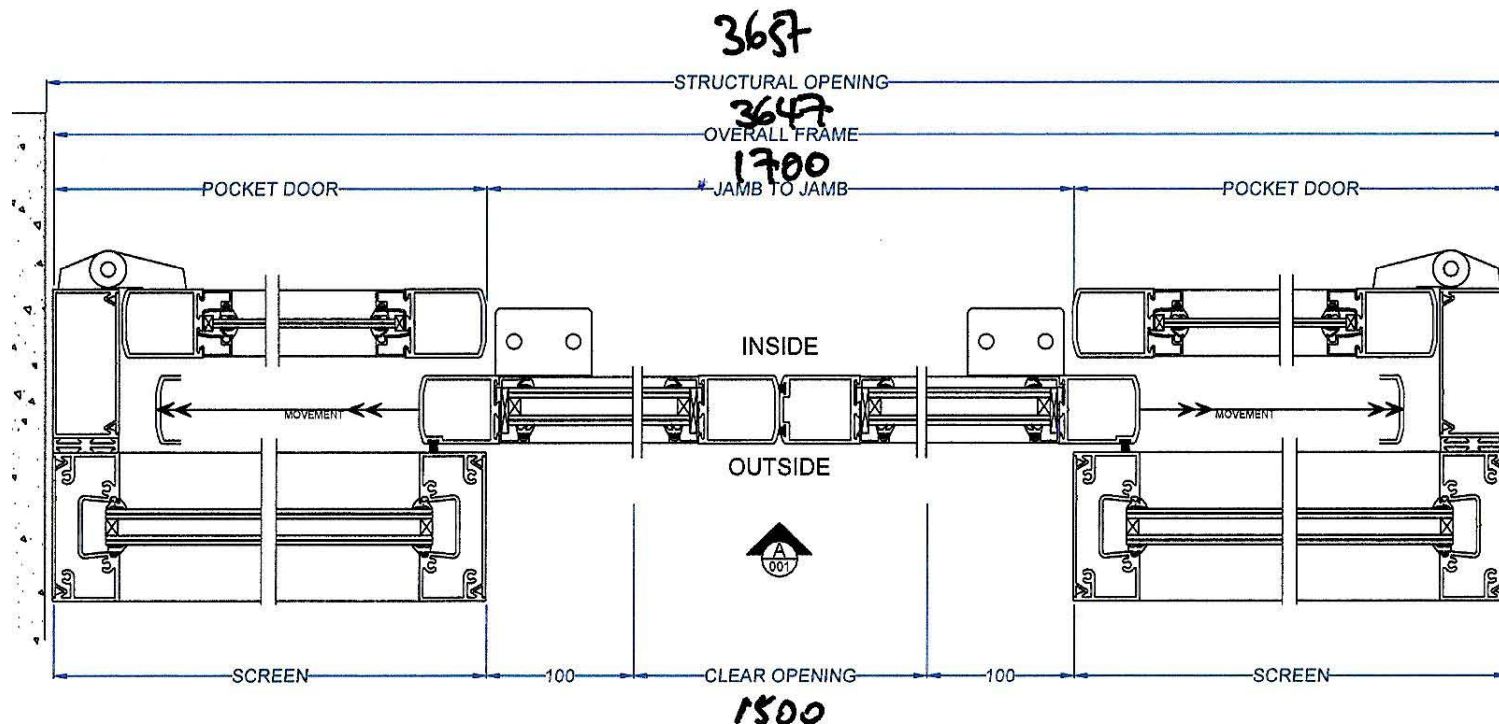 3657
STRUCTURAL OPENING
3647
OVERALL FRAME
1700
POCKET DOOR JAMB TO JAMB POCKET DOOR
INSIDE
MOVEMENT MOVEMENT
OUTSIDE
A
001
SCREEN 100 CLEAR OPENING 100 SCREEN
1500